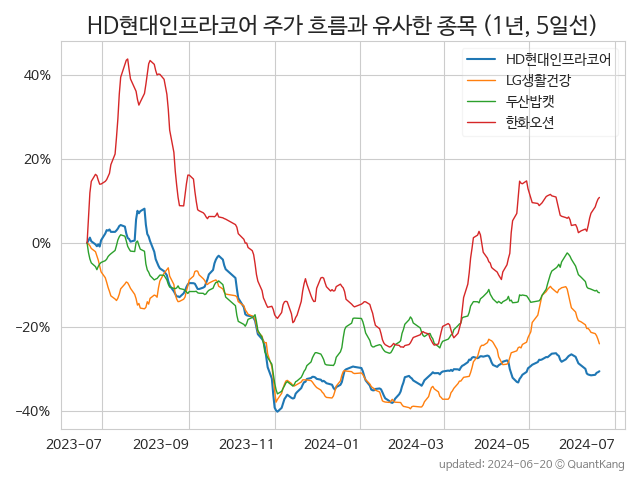 HD현대인프라코어 주가 흐름과 유사한 종목 (1년, 5일선)
HD현대인프라코어
LG생활건강
두산밥캣
한화오션
40%
20%
0%
−20%
−40%
2023-07 2023-09 2023-11 2024-01 2024-03 2024-05 2024-07
updated: 2024-06-20 © QuantKang